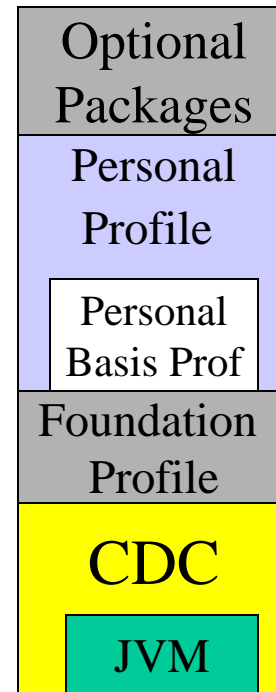 Optional
Packages
Personal
Profile
Personal
Basis Prof
Foundation
Profile
CDC
JVM